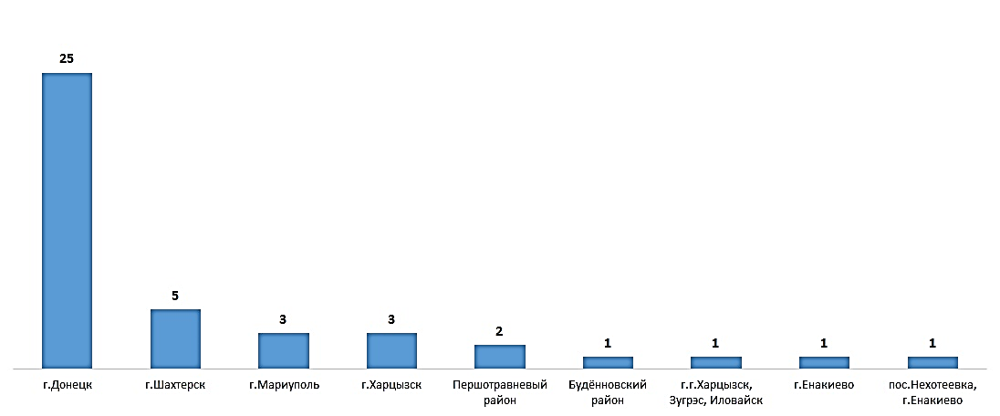 25
5
3
3
2
1
1
1
1
г.Донецк
г.Шахтерск
г.Мариуполь
г.Харцызск
Першотравневый
район
Будённовский
район
г.г.Харцызск,
Зугрэс, Иловайск
г.Енакиево
пос.Нехотеевка,
г.Енакиево